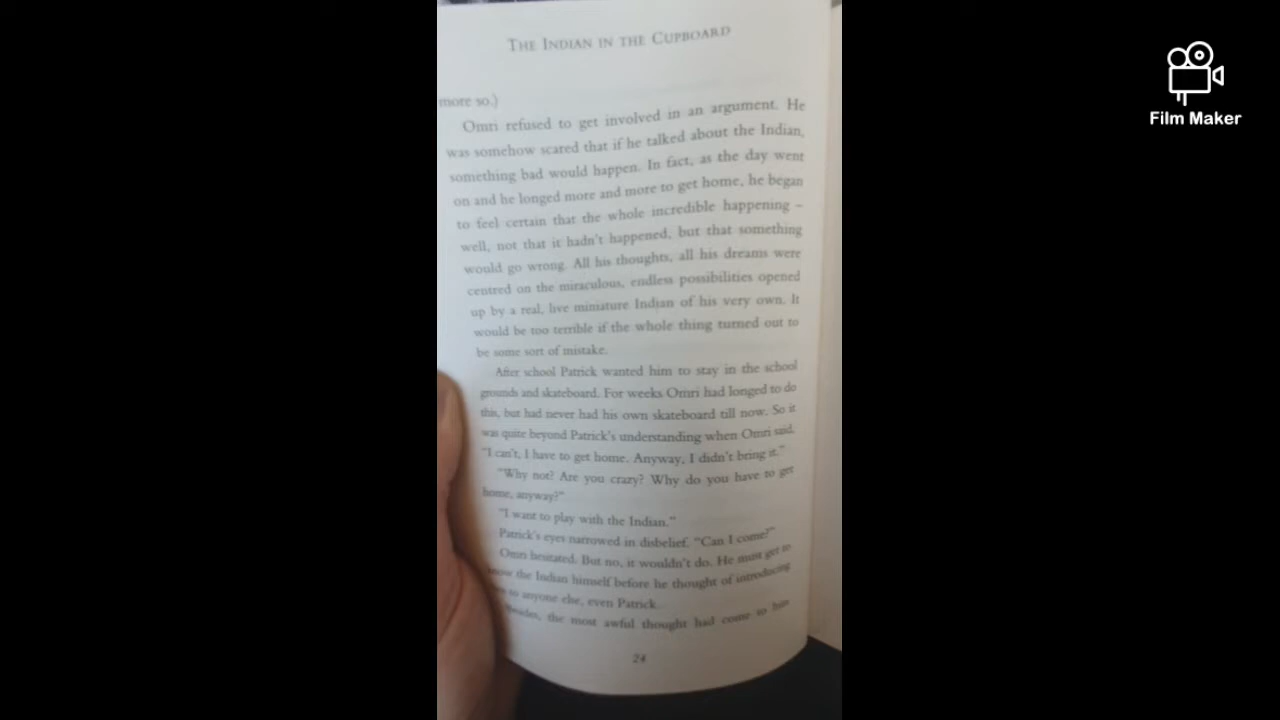 THE INDIAN IN THE CUPBOARD
more so.)
Omri refused to get involved in an argument. He
was somehow scared that if he talked about the Indian,
something bad would happen. In fact, as the day went
on and he longed more and more to get home, he began
to feel certain that the whole incredible happening –
well, not that it hadn't happened, but that something
would go wrong. All his thoughts, all his dreams were
centred on the miraculous, endless possibilities opened
up by a real, live miniature Indian of his very own. It
would be too terrible if the whole thing turned out to
be some sort of mistake.
After school Patrick wanted him to stay in the school
grounds and skateboard. For weeks Omri had longed to do
this, but had never had his own skateboard till now. So it
was quite beyond Patrick's understanding when Omri said,
"I can't, I have to get home. Anyway, I didn't bring it."
"Why not? Are you crazy? Why do you have to get
home, anyway?"
"I want to play with the Indian."
Patrick's eyes narrowed in disbelief. "Can I come?"
Omri hesitated. But no, it wouldn't do. He must get to
know the Indian himself before he thought of introducing
to anyone else, even Patrick.
Besides, the most awful thought had come to him
24
Film Maker